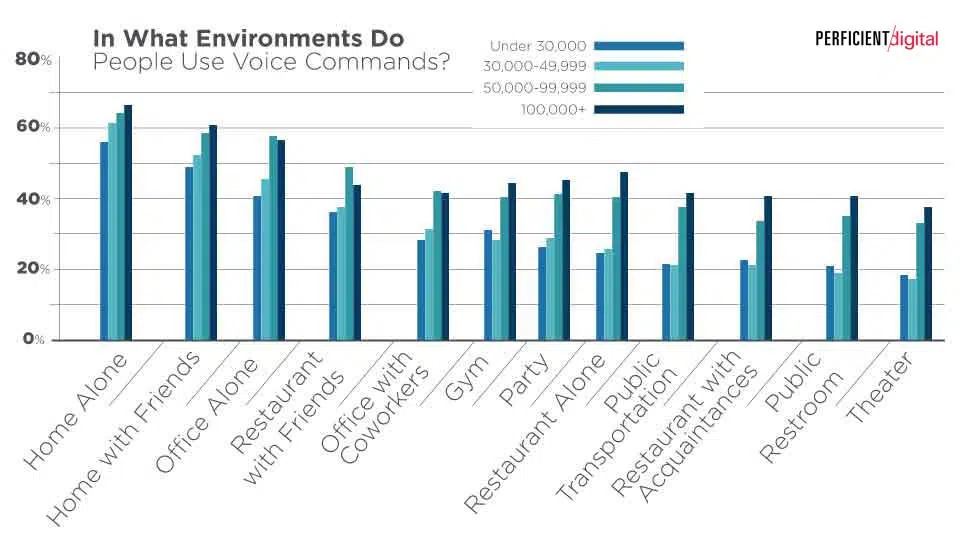 In What Environments Do
People Use Voice Commands?
PERFICIENT/digital
Under 30,000
30,000-49,999
50,000-99,999
100,000+
80%
60%
40%
20%
0%
Home Alone
Home with Friends
Office Alone
Restaurant
with Friends
Office with
Coworkers
Gym
Party
Restaurant Alone
Public
Transportation
Restaurant with
Acquaintances
Public
Restroom
Theater